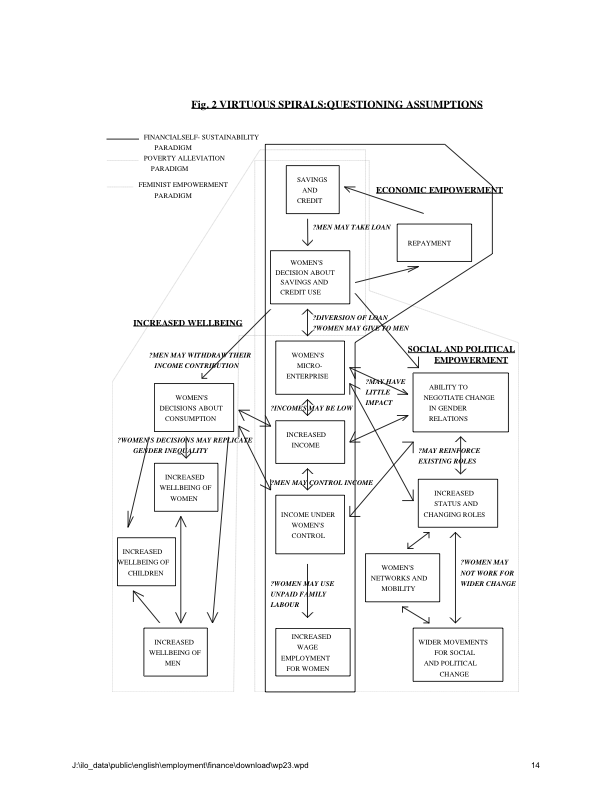 Fig. 2 VIRTUOUS SPIRALS:QUESTIONING ASSUMPTIONS
FINANCIALSELF- SUSTAINABILITY
PARADIGM
POVERTY ALLEVIATION
PARADIGM
FEMINIST EMPOWERMENT
PARADIGM
SAVINGS
AND
CREDIT
ECONOMIC EMPOWERMENT
?MEN MAY TAKE LOAN
REPAYMENT
WOMEN'S
DECISION ABOUT
SAVINGS AND
CREDIT USE
INCREASED WELLBEING
?DIVERSION OF LOAN
?WOMEN MAY GIVE TO MEN
SOCIAL AND POLITICAL
EMPOWERMENT
?MEN MAY WITHDRAW THEIR
INCOME CONTRIBUTION
WOMEN'S
MICRO-
ENTERPRISE
?MAY HAVE
LITTLE
IMPACT
ABILITY TO
NEGOTIATE CHANGE
IN GENDER
RELATIONS
WOMEN'S
DECISIONS ABOUT
CONSUMPTION
?INCOMES MAY BE LOW
?WOMEN'S DECISIONS MAY REPLICATE
GENDER INEQUALITY
INCREASED
INCOME
?MAY REINFORCE
EXISTING ROLES
INCREASED
WELLBEING OF
WOMEN
?MEN MAY CONTROL INCOME
INCREASED
STATUS AND
CHANGING ROLES
INCOME UNDER
WOMEN'S
CONTROL
INCREASED
WELLBEING OF
CHILDREN
WOMEN'S
NETWORKS AND
MOBILITY
?WOMEN MAY
NOT WORK FOR
WIDER CHANGE
?WOMEN MAY USE
UNPAID FAMILY
LABOUR
INCREASED
WELLBEING OF
MEN
INCREASED
WAGE
EMPLOYMENT
FOR WOMEN
WIDER MOVEMENTS
FOR SOCIAL
AND POLITICAL
CHANGE
J:\ilo_data\public\english\employment\finance\download\wp23.wpd 14